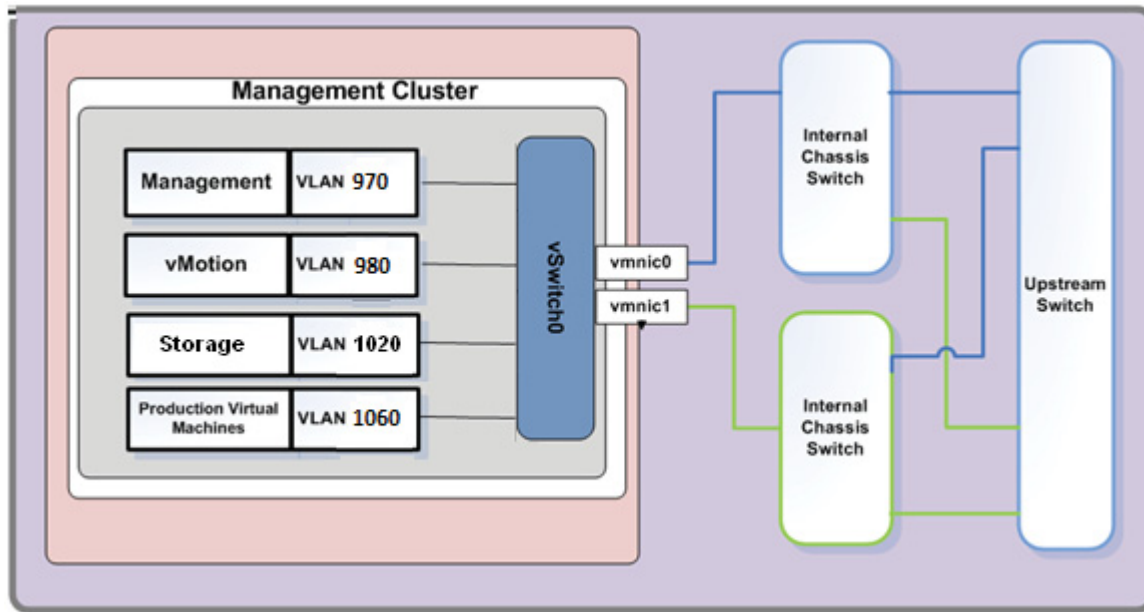 Management Cluster
Management VLAN 970
vMotion VLAN 980
Storage VLAN 1020
Production Virtual
Machines
VLAN 1060
vSwitch0
vmnic0
vmnic1
Internal
Chassis
Switch
Internal
Chassis
Switch
Upstream
Switch